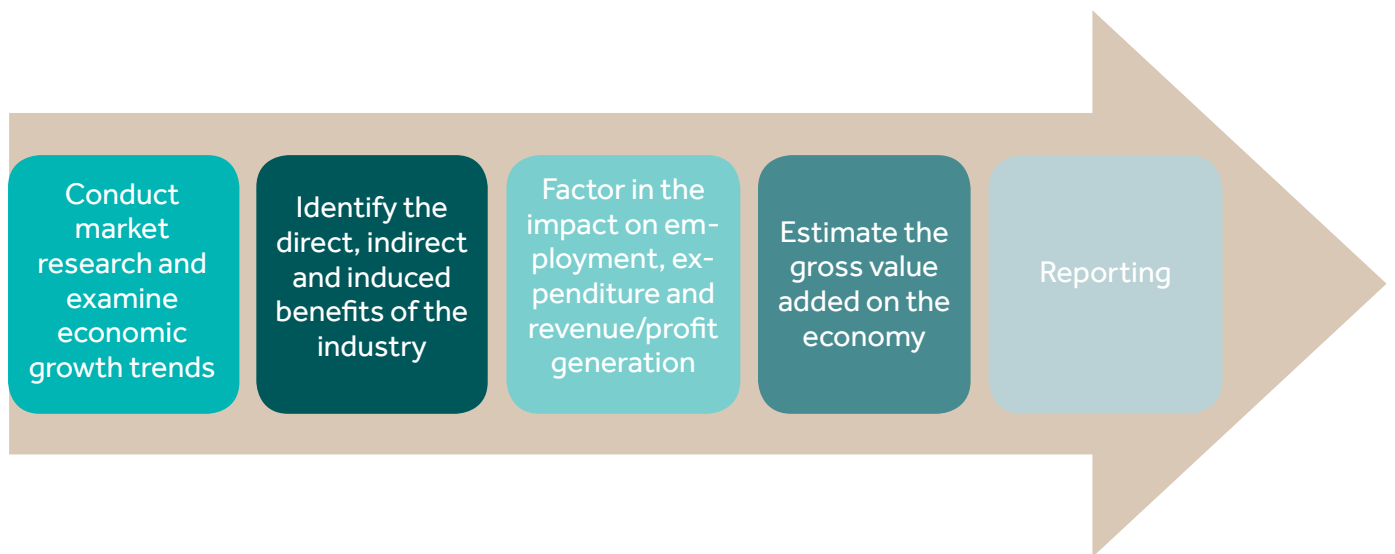 Conduct
market
research and
examine
economic
growth trends
Identify the
direct, indirect
and induced
benefits of the
industry
Factor in the
impact on em-
ployment, ex-
penditure and
revenue/profit
generation
Estimate the
gross value
added on the
economy
Reporting